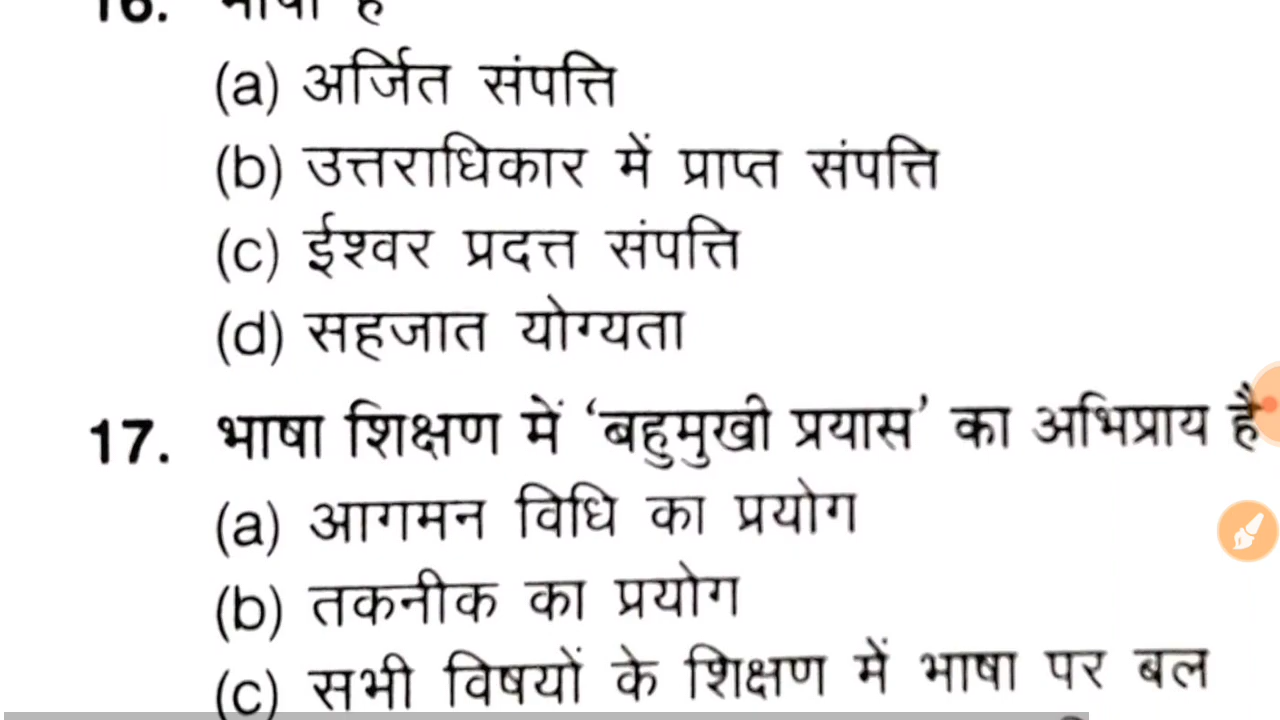 16. भाषा है
(a) अर्जित संपत्ति
(b) उत्तराधिकार में प्राप्त संपत्ति
(c) ईश्वर प्रदत्त संपत्ति
(d) सहजात योग्यता
17. भाषा शिक्षण में ‘बहुमुखी प्रयास’ का अभिप्राय है
(a) आगमन विधि का प्रयोग
(b) तकनीक का प्रयोग
(c) सभी विषयों के शिक्षण में भाषा पर बल